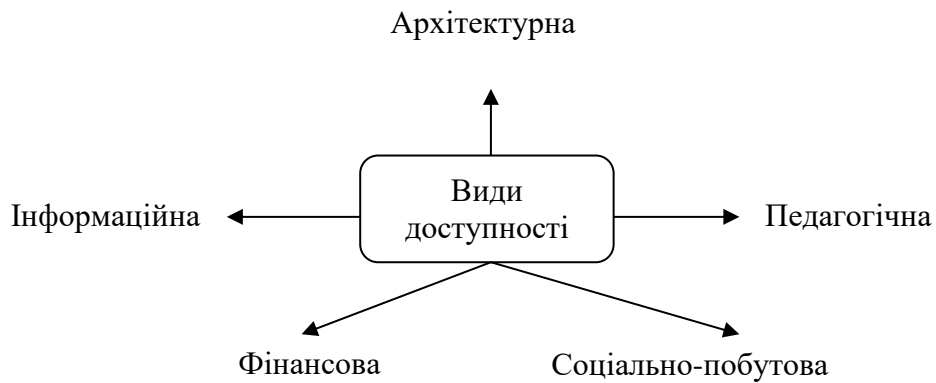 Архітектурна
Види
доступності
Інформаційна
Педагогічна
Фінансова
Соціально-побутова